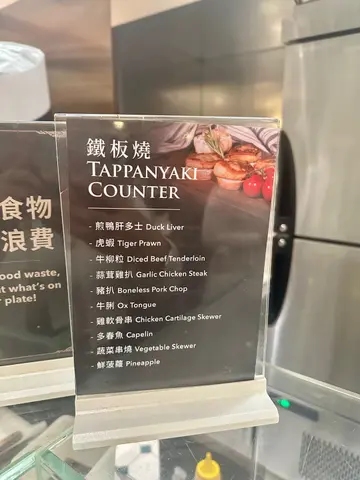 鐵板燒
TAPPANYAKI
COUNTER
- 煎鴨肝多士 Duck Liver
- 虎蝦 Tiger Prawn
- 牛柳粒 Diced Beef Tenderloin
- 蒜茸雞扒 Garlic Chicken Steak
- 豬扒 Boneless Pork Chop
- 牛脷 Ox Tongue
- 雞軟骨串 Chicken Cartilage Skewer
- 多春魚 Capelin
- 蔬菜串燒 Vegetable Skewer
- 鮮菠蘿 Pineapple
食物
浪費
ood waste,
at what's on
plate!